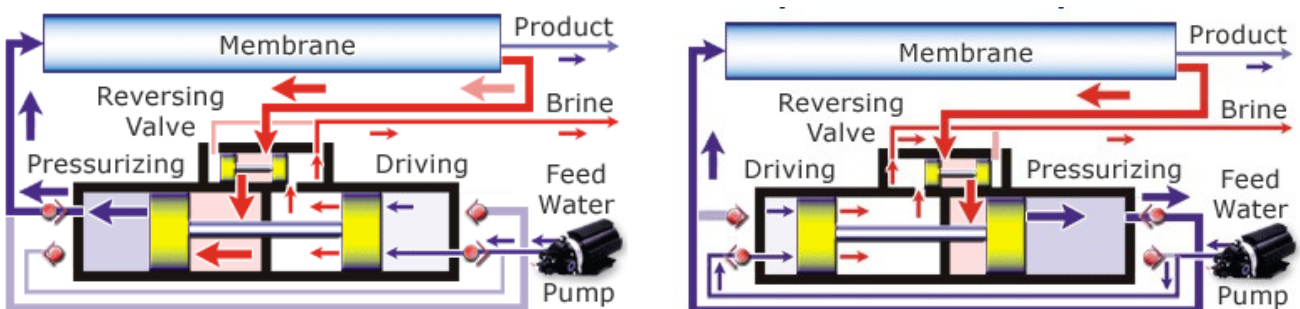 Membrane
Product
Reversing
Valve
Brine
Pressurizing
Driving
Feed
Water
Pump
Membrane
Product
Reversing
Valve
Brine
Driving
Pressurizing
Feed
Water
Pump